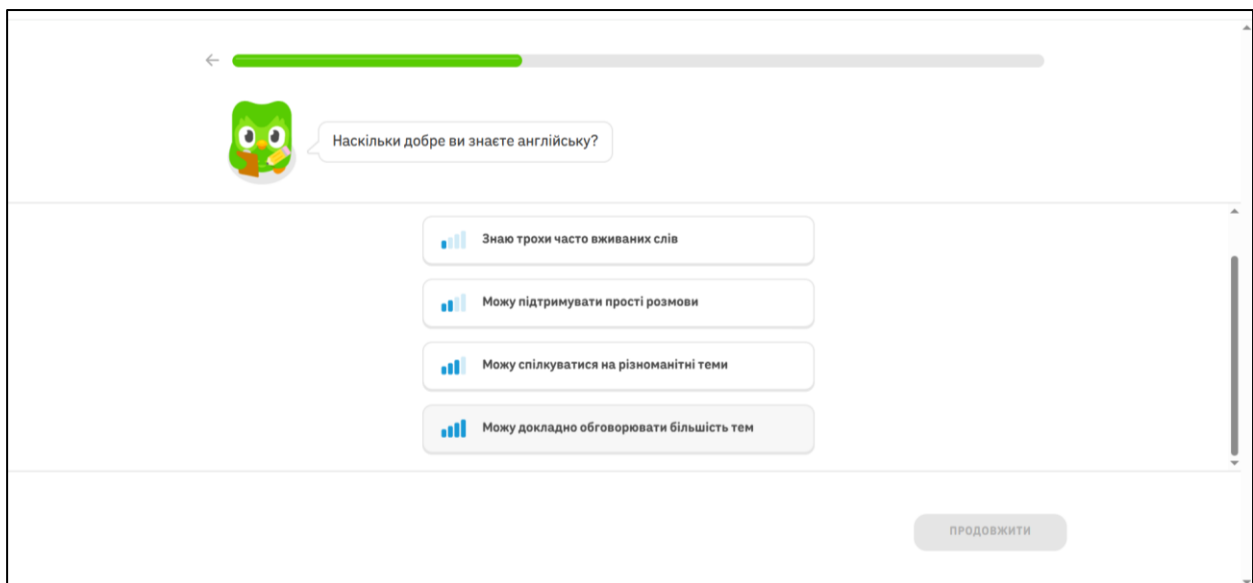 Наскільки добре ви знаєте англійську?
Знаю трохи часто вживаних слів
Можу підтримувати прості розмови
Можу спілкуватися на різноманітні теми
Можу докладно обговорювати більшість тем
ПРОДОВЖИТИ